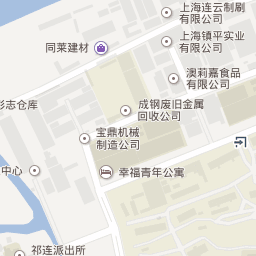 上海连云制刷
有限公司
上海镇平实业
有限公司
同莱建材
澳莉嘉食品
有限公司
彭志仓库
成钢废旧金属
回收公司
宝鼎机械
制造公司
中心
幸福青年公寓
祁连派出所